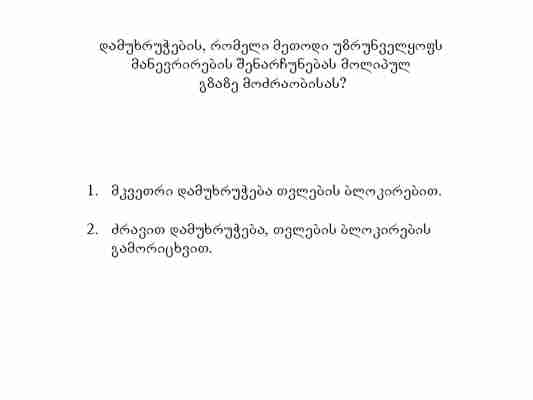 დამუხრუჭების, რომელი მეთოდი უზრუნველყოფს
მანევრირების შენარჩუნებას მოლიპულ
გზაზე მოძრაობისას?
1. მკვეთრი დამუხრუჭება თვლების ბლოკირებით.
2. ძრავით დამუხრუჭება, თვლების ბლოკირების
გამორიცხვით.